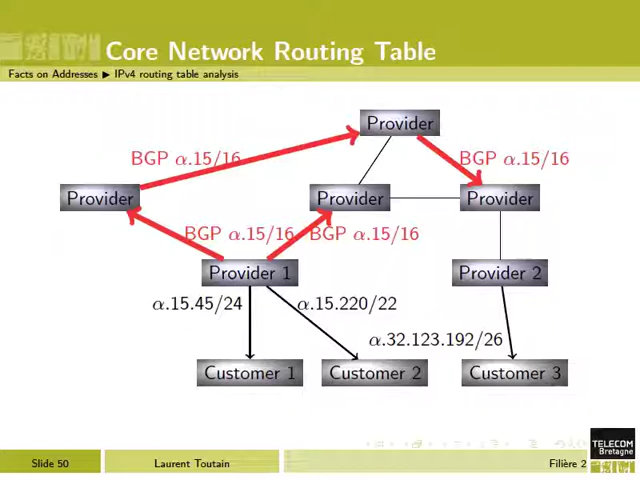 Core Network Routing Table
Facts on Addresses ▶ IPv4 routing table analysis
Provider
BGP α.15/16
BGP α.15/16
Provider
Provider
Provider
BGP α.15/16
BGP α.15/16
Provider 1
Provider 2
α.15.45/24
α.15.220/22
α.32.123.192/26
Customer 1
Customer 2
Customer 3
TELECOM
Bretagne
Slide 50
Laurent Toutain
Filière 2